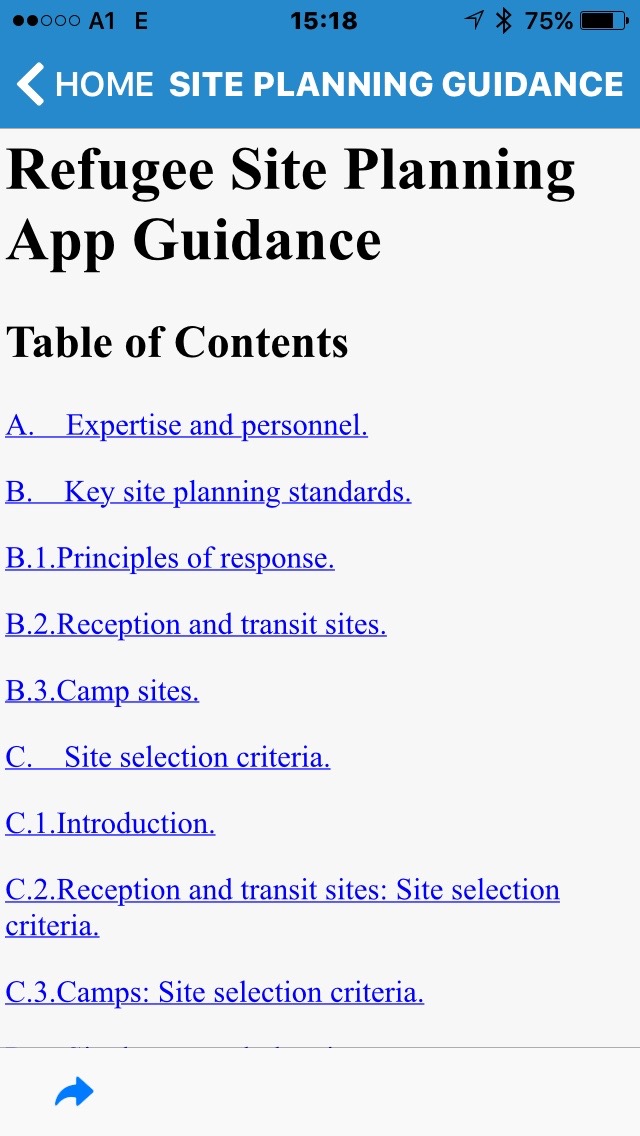 A1 E 15:18 75%
HOME SITE PLANNING GUIDANCE
Refugee Site Planning
App Guidance
Table of Contents
A. Expertise and personnel.
B. Key site planning standards.
B.1.Principles of response.
B.2.Reception and transit sites.
B.3.Camp sites.
C. Site selection criteria.
C.1.Introduction.
C.2.Reception and transit sites: Site selection
criteria.
C.3.Camps: Site selection criteria.